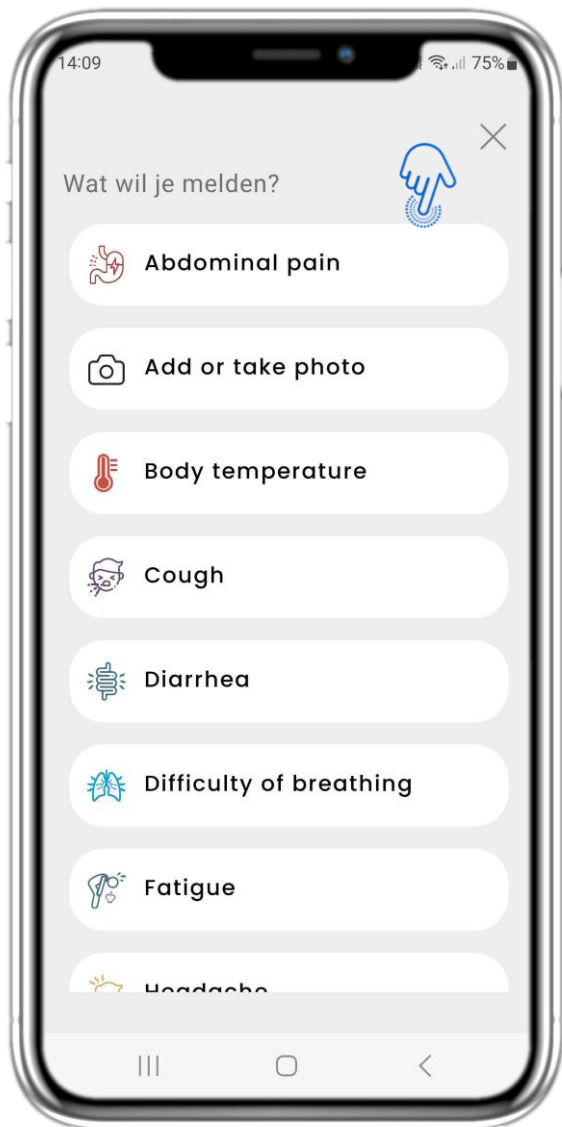 14:09 75%
Wat wil je melden?
Abdominal pain
Add or take photo
Body temperature
Cough
Diarrhea
Difficulty of breathing
Fatigue
Headache